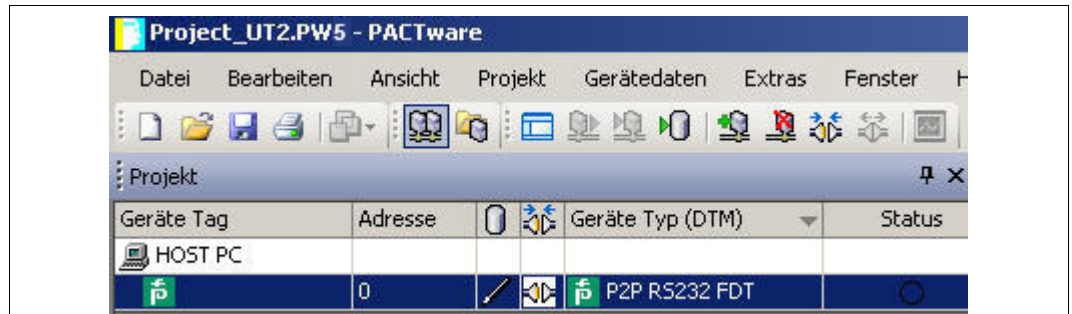 Project_UT2.PW5 - PACTware
Datei Bearbeiten Ansicht Projekt Gerätedaten Extras Fenster H
Projekt
Geräte Tag Adresse Geräte Typ (DTM) Status
HOST PC
0 P2P RS232 FDT